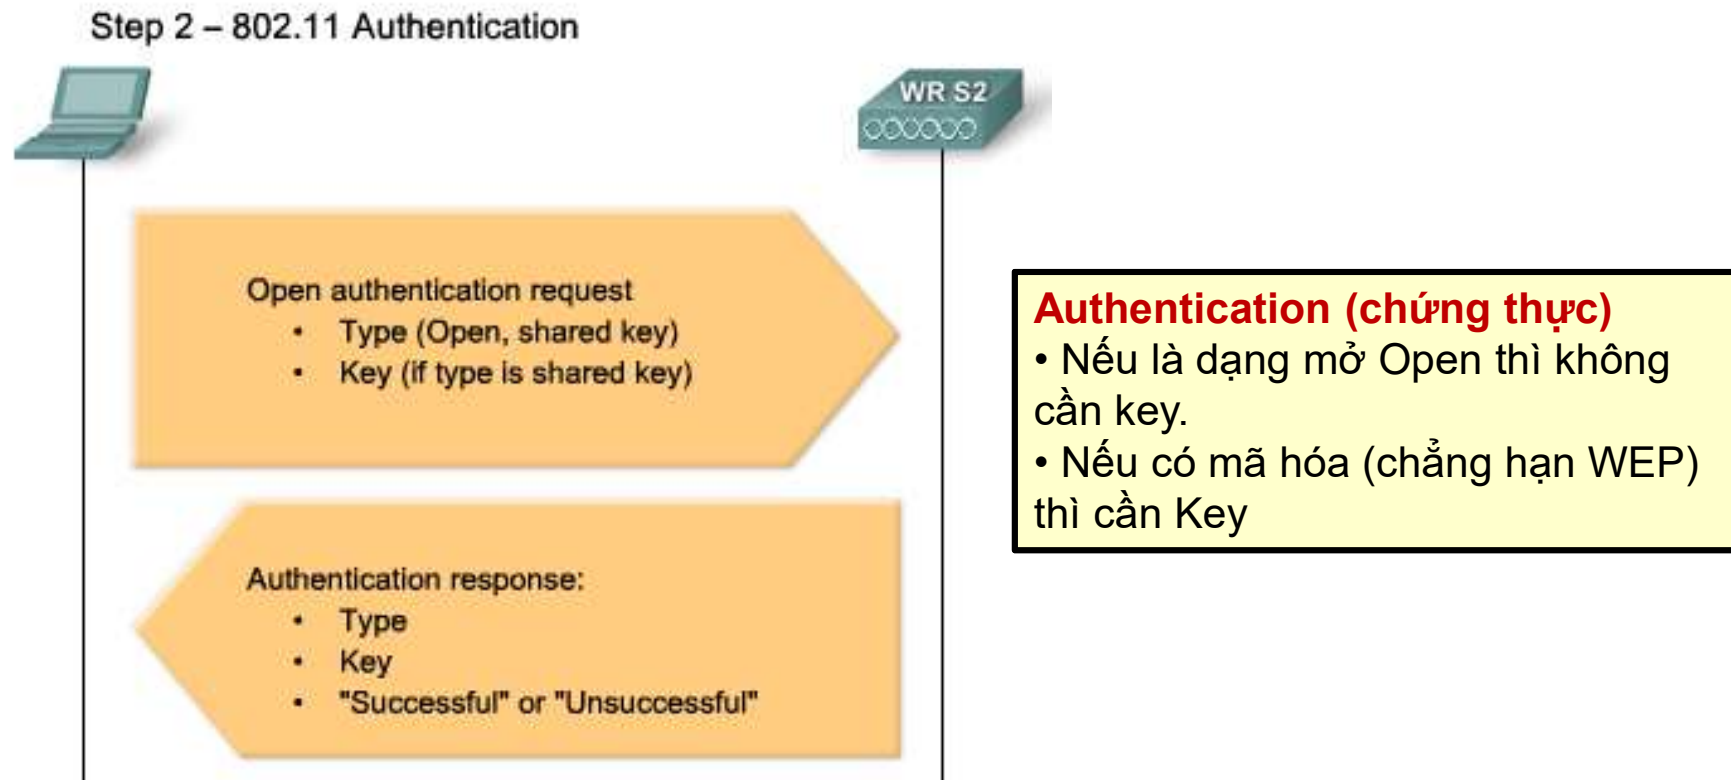 Step 2 – 802.11 Authentication
WR S2
Open authentication request
• Type (Open, shared key)
• Key (if type is shared key)
Authentication (chứng thực)
• Nếu là dạng mở Open thì không
cần key.
• Nếu có mã hóa (chẳng hạn WEP)
thì cần Key
Authentication response:
• Type
• Key
• "Successful" or "Unsuccessful"